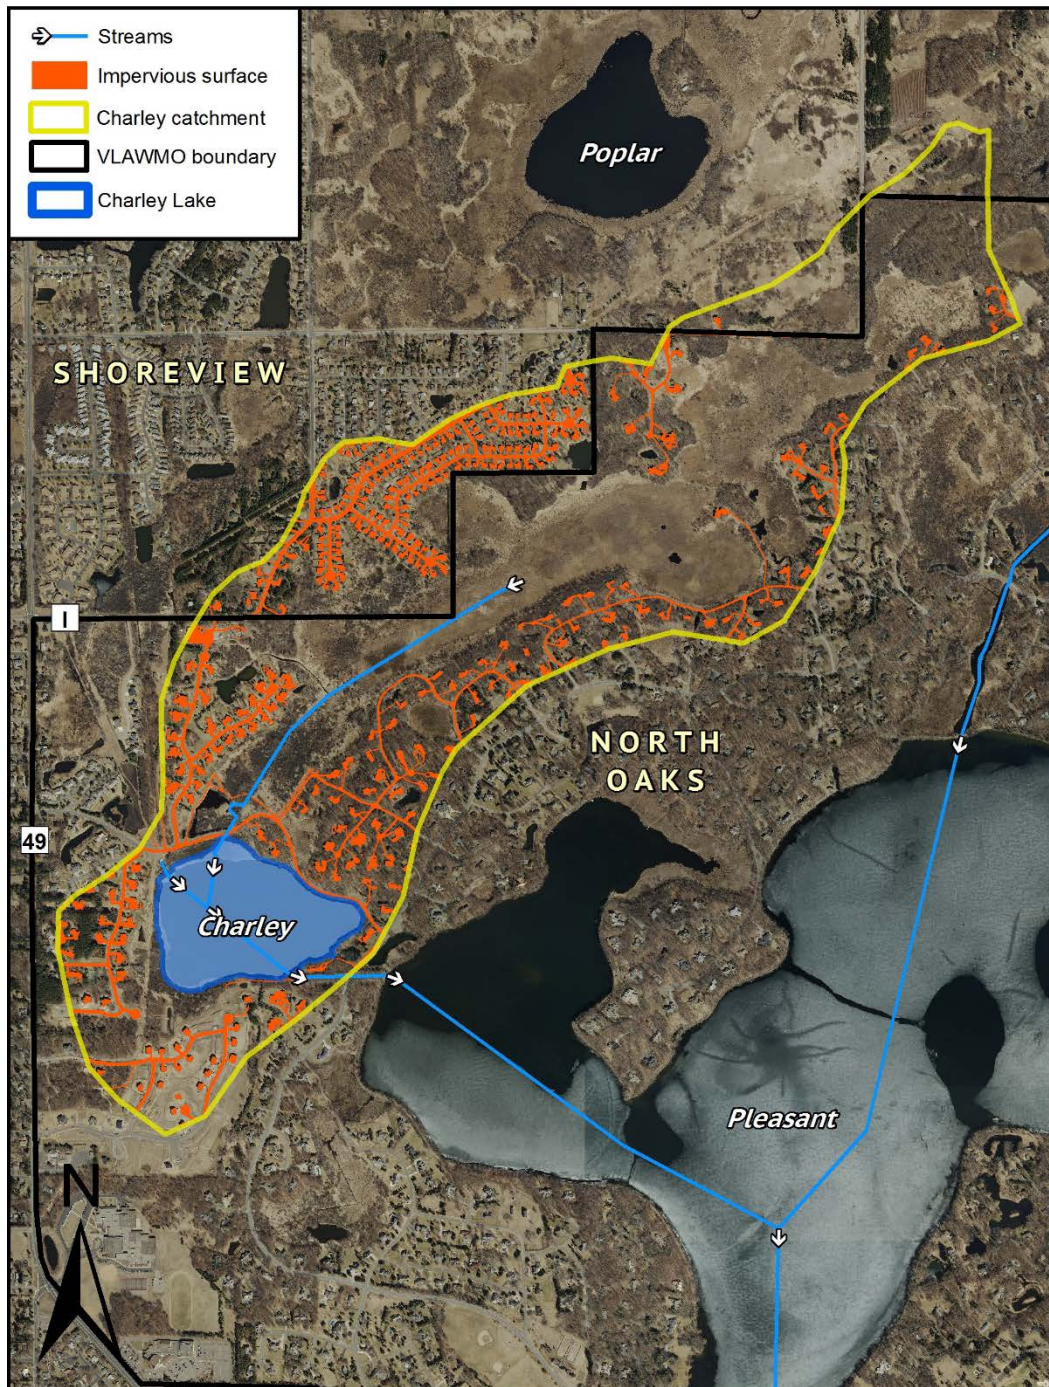 Streams
Impervious surface
Charley catchment
VLAWMO boundary
Charley Lake
Poplar
SHOREVIEW
I
NORTH
OAKS
49
Charley
Pleasant
N